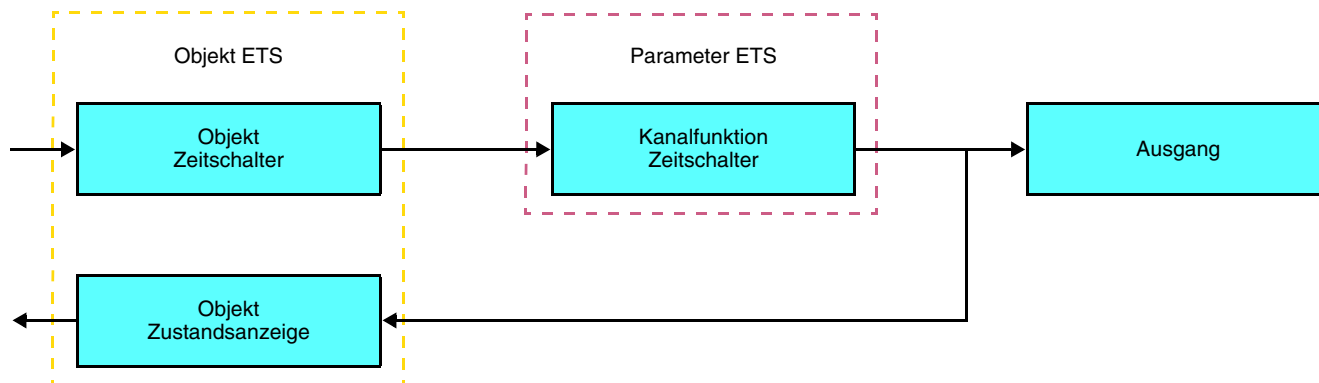 Objekt ETS
Parameter ETS
Objekt
Zeitschalter
Kanalfunktion
Zeitschalter
Ausgang
Objekt
Zustandsanzeige